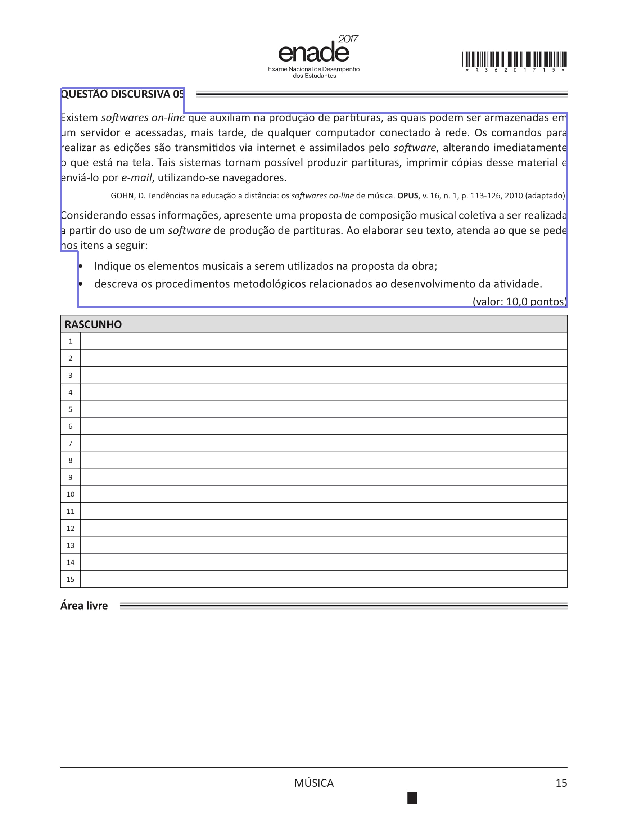 enade 2017
Exame Nacional de Desempenho
dos Estudantes
*R1562017 15*
QUESTÃO DISCURSIVA 05
Existem softwares on-line que auxiliam na produção de partituras, as quais podem ser armazenadas em
um servidor e acessadas, mais tarde, de qualquer computador conectado à rede. Os comandos para
realizar as edições são transmitidos via internet e assimilados pelo software, alterando imediatamente
o que está na tela. Tais sistemas tornam possível produzir partituras, imprimir cópias desse material e
enviá-lo por e-mail, utilizando-se navegadores.
GOHN, D. Tendências na educação a distância: os softwares on-line de música. OPUS, v. 16, n. 1, p. 113-126, 2010 (adaptado).
Considerando essas informações, apresente uma proposta de composição musical coletiva a ser realizada
a partir do uso de um software de produção de partituras. Ao elaborar seu texto, atenda ao que se pede
nos itens a seguir:
• Indique os elementos musicais a serem utilizados na proposta da obra;
• descreva os procedimentos metodológicos relacionados ao desenvolvimento da atividade.
(valor: 10,0 pontos)
RASCUNHO
1
2
3
4
5
6
7
8
9
10
11
12
13
14
15
Área livre
MÚSICA 15